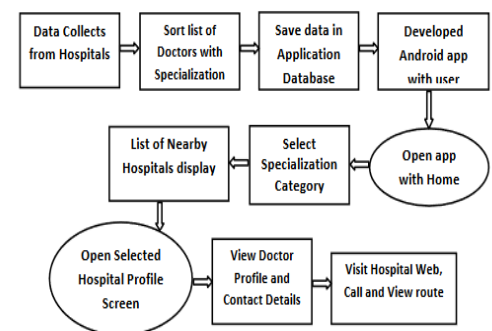 Data Collects
from Hospitals
Sort list of
Doctors with
Specialization
Save data in
Application
Database
Developed
Android app
with user
Open app
with Home
Select
Specialization
Category
List of Nearby
Hospitals display
Open Selected
Hospital Profile
Screen
View Doctor
Profile and
Contact Details
Visit Hospital Web,
Call and View route